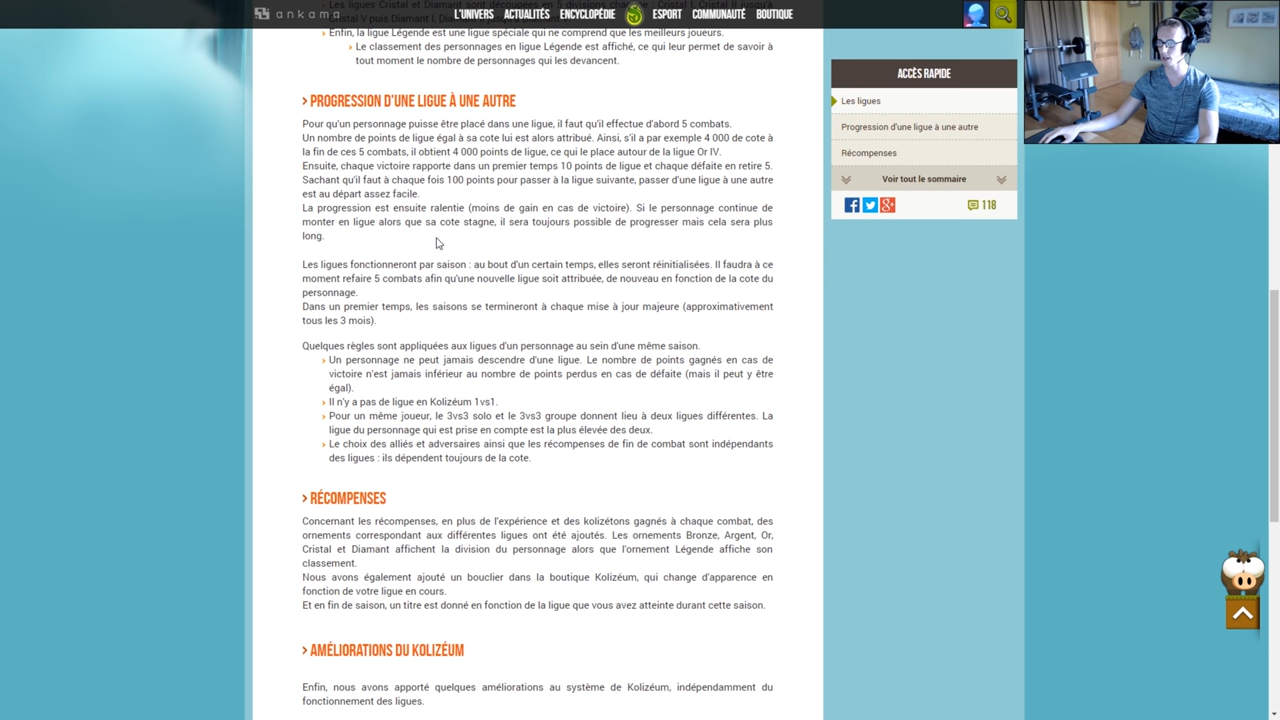 ankama
L'UNIVERS ACTUALITÉS ENCYCLOPÉDIE ESPORT COMMUNAUTÉ BOUTIQUE
Les ligues Cristal et Diamant sont découpées en 5 divisions chacune : Cristal I, Cristal II jusqu'à
Cristal V puis Diamant I, Diamant II jusqu'à Diamant V.
Enfin, la ligue Légende est une ligue spéciale qui ne comprend que les meilleurs joueurs.
Le classement des personnages en ligue Légende est affiché, ce qui leur permet de savoir à
tout moment le nombre de personnages qui les devancent.
> PROGRESSION D'UNE LIGUE À UNE AUTRE
Pour qu'un personnage puisse être placé dans une ligue, il faut qu'il effectue d'abord 5 combats.
Un nombre de points de ligue égal à sa cote lui est alors attribué. Ainsi, s'il a par exemple 4 000 de cote à
la fin de ces 5 combats, il obtient 4 000 points de ligue, ce qui le place autour de la ligue Or IV.
Ensuite, chaque victoire rapporte dans un premier temps 10 points de ligue et chaque défaite en retire 5.
Sachant qu'il faut à chaque fois 100 points pour passer à la ligue suivante, passer d'une ligue à une autre
est au départ assez facile.
La progression est ensuite ralentie (moins de gain en cas de victoire). Si le personnage continue de
monter en ligue alors que sa cote stagne, il sera toujours possible de progresser mais cela sera plus
long.
Les ligues fonctionneront par saison : au bout d'un certain temps, elles seront réinitialisées. Il faudra à ce
moment refaire 5 combats afin qu'une nouvelle ligue soit attribuée, de nouveau en fonction de la cote du
personnage.
Dans un premier temps, les saisons se termineront à chaque mise à jour majeure (approximativement
tous les 3 mois).
Quelques règles sont appliquées aux ligues d'un personnage au sein d'une même saison.
Un personnage ne peut jamais descendre d'une ligue. Le nombre de points gagnés en cas de
victoire n'est jamais inférieur au nombre de points perdus en cas de défaite (mais il peut y être
égal).
Il n'y a pas de ligue en Kolizéum 1vs1.
Pour un même joueur, le 3vs3 solo et le 3vs3 groupe donnent lieu à deux ligues différentes. La
ligue du personnage qui est prise en compte est la plus élevée des deux.
Le choix des alliés et adversaires ainsi que les récompenses de fin de combat sont indépendants
des ligues : ils dépendent toujours de la cote.
> RÉCOMPENSES
Concernant les récompenses, en plus de l'expérience et des kolizétons gagnés à chaque combat, des
ornements correspondant aux différentes ligues ont été ajoutés. Les ornements Bronze, Argent, Or,
Cristal et Diamant affichent la division du personnage alors que l'ornement Légende affiche son
classement.
Nous avons également ajouté un bouclier dans la boutique Kolizéum, qui change d'apparence en
fonction de votre ligue en cours.
Et en fin de saison, un titre est donné en fonction de la ligue que vous avez atteinte durant cette saison.
> AMÉLIORATIONS DU KOLIZÉUM
Enfin, nous avons apporté quelques améliorations au système de Kolizéum, indépendamment du
fonctionnement des ligues.
ACCÈS RAPIDE
Les ligues
Progression d'une ligue à une autre
Récompenses
Voir tout le sommaire
118